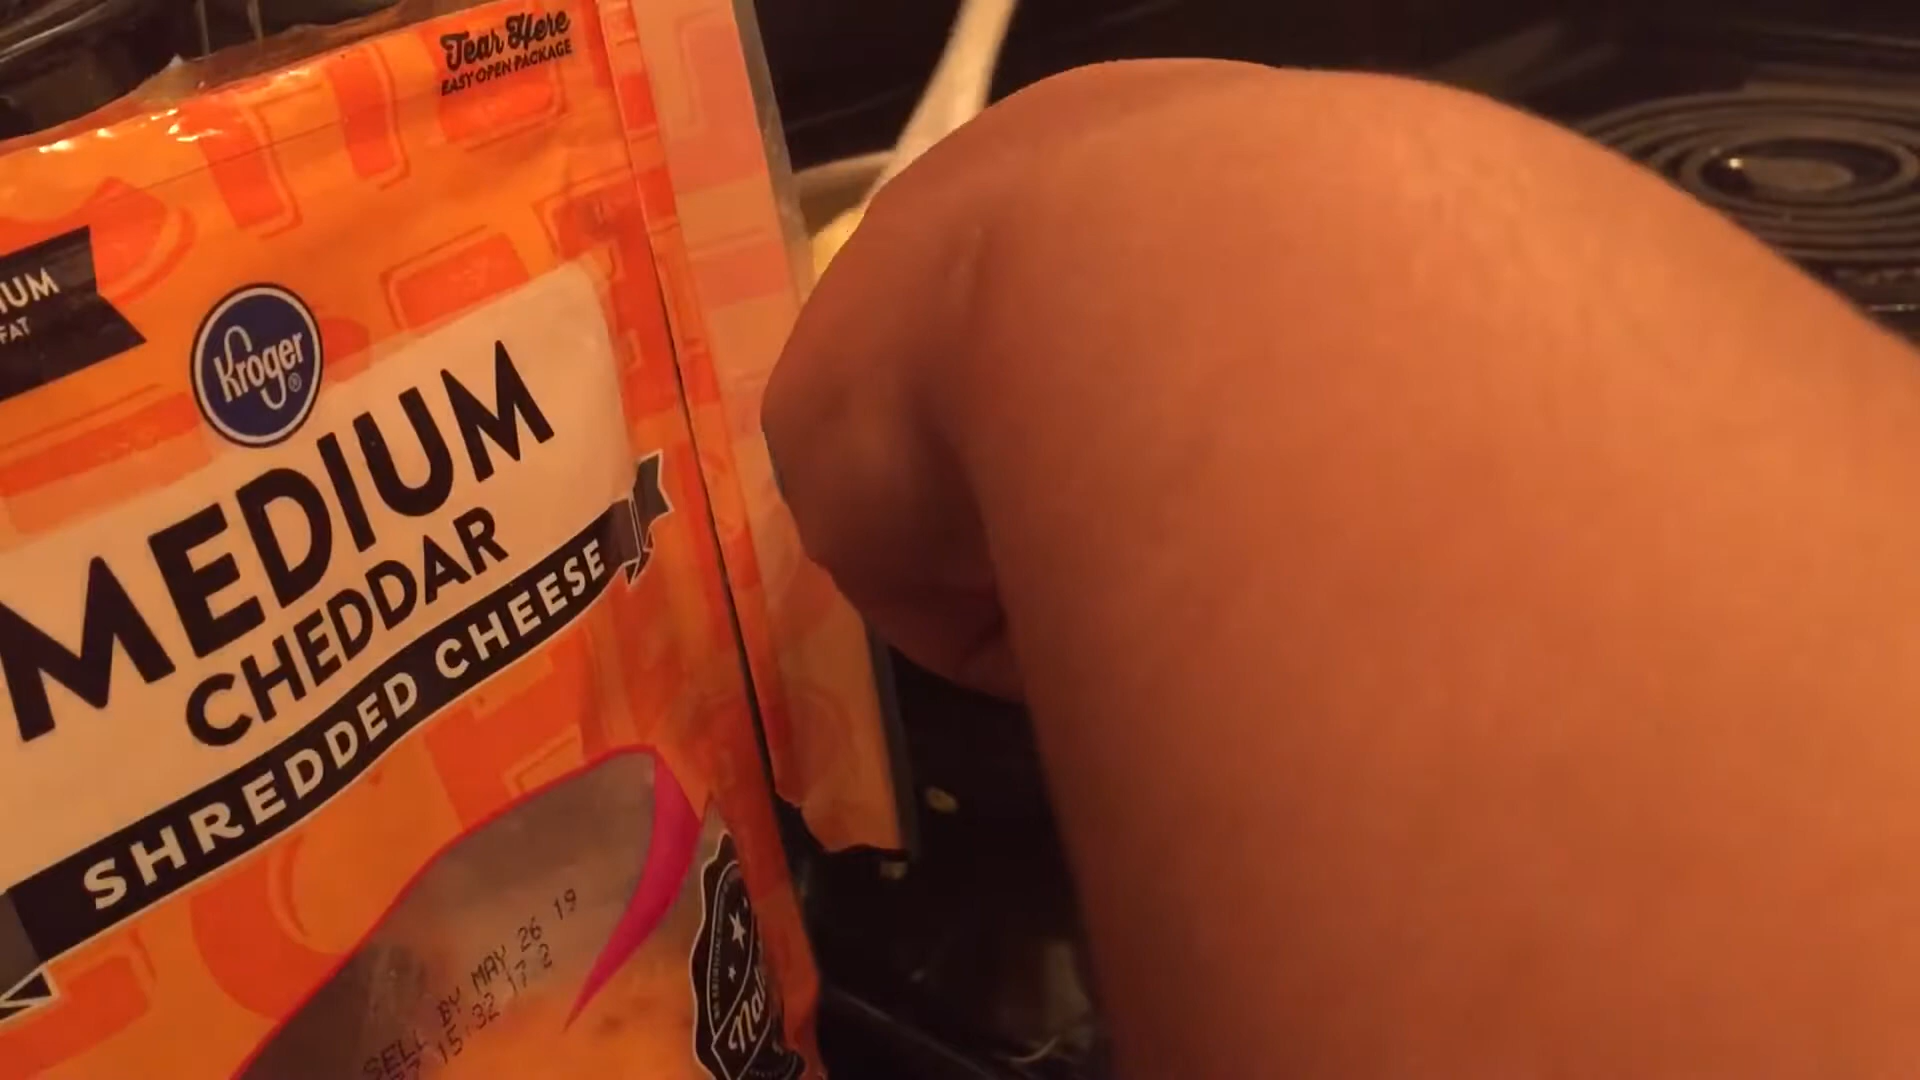 Tear Here
EASY OPEN PACKAGE
IUM
FAT
Kroger®
MEDIUM
CHEDDAR
SHREDDED CHEESE
SELL BY MAY 26 19
15:32 17 2